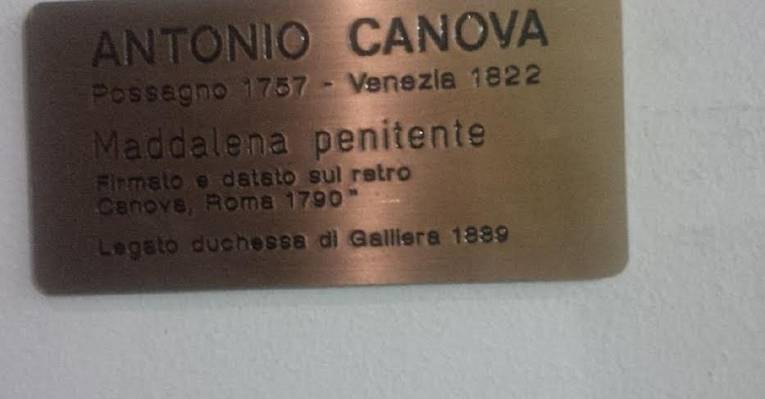 ANTONIO CANOVA
Possagno 1757 - Venezia 1822
Maddalena penitente
Firmato e datato sul retro
Canova, Roma 1790"
Legato duchessa di Galliera 1889